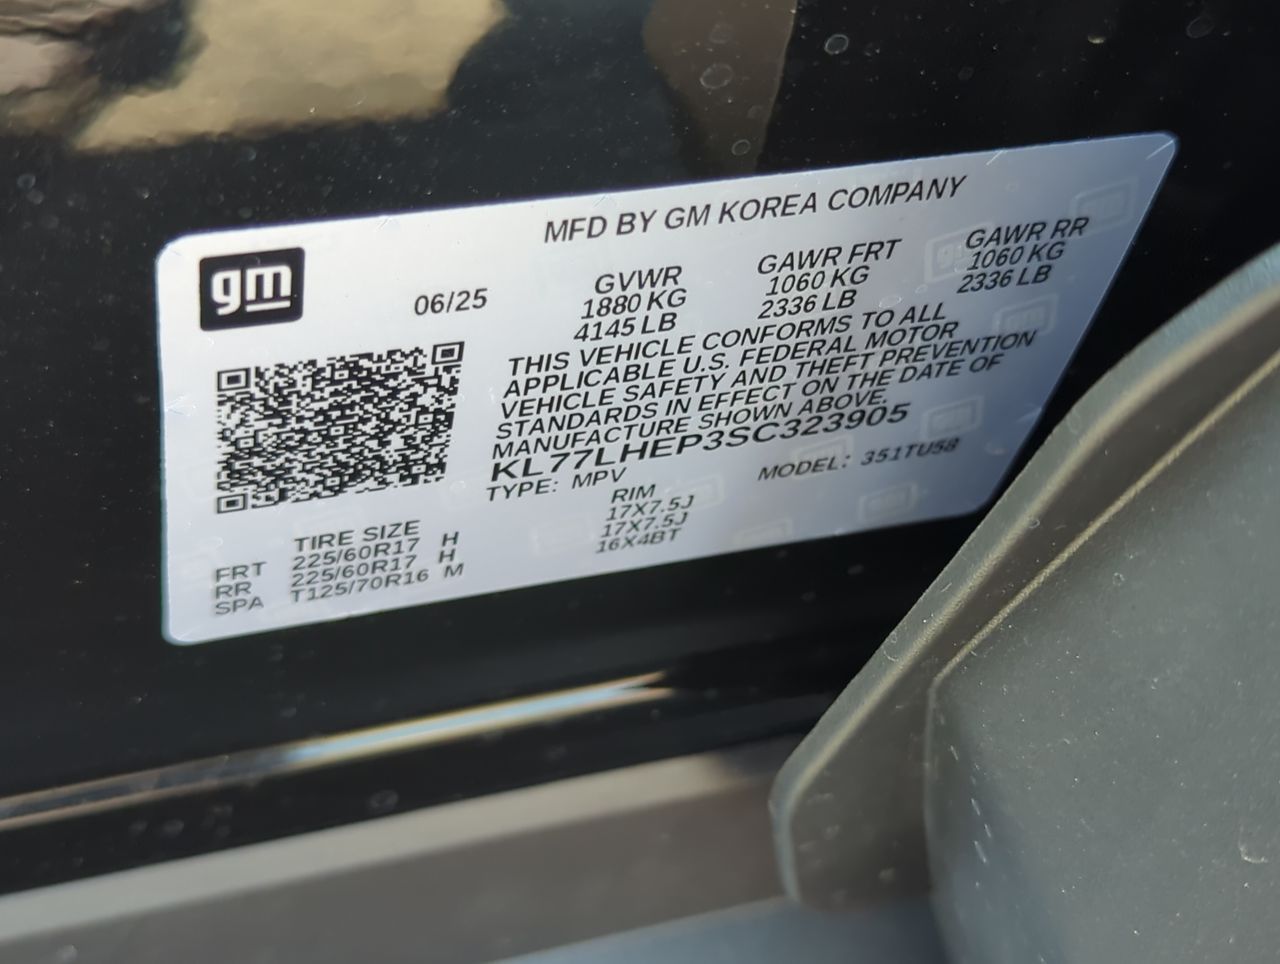 MFD BY GM KOREA COMPANY
gm
06/25
GVWR GAWR FRT GAWR RR
1880 KG 1060 KG 1060 KG
4145 LB 2336 LB 2336 LB
THIS VEHICLE CONFORMS TO ALL
APPLICABLE U.S. FEDERAL MOTOR
VEHICLE SAFETY AND THEFT PREVENTION
STANDARDS IN EFFECT ON THE DATE OF
MANUFACTURE SHOWN ABOVE.
KL77LHEP3SC323905
TYPE: MPV MODEL: 351TU58
TIRE SIZE RIM
FRT 225/60R17 H 17X7.5J
RR 225/60R17 H 17X7.5J
SPA T125/70R16 M 16X4BT